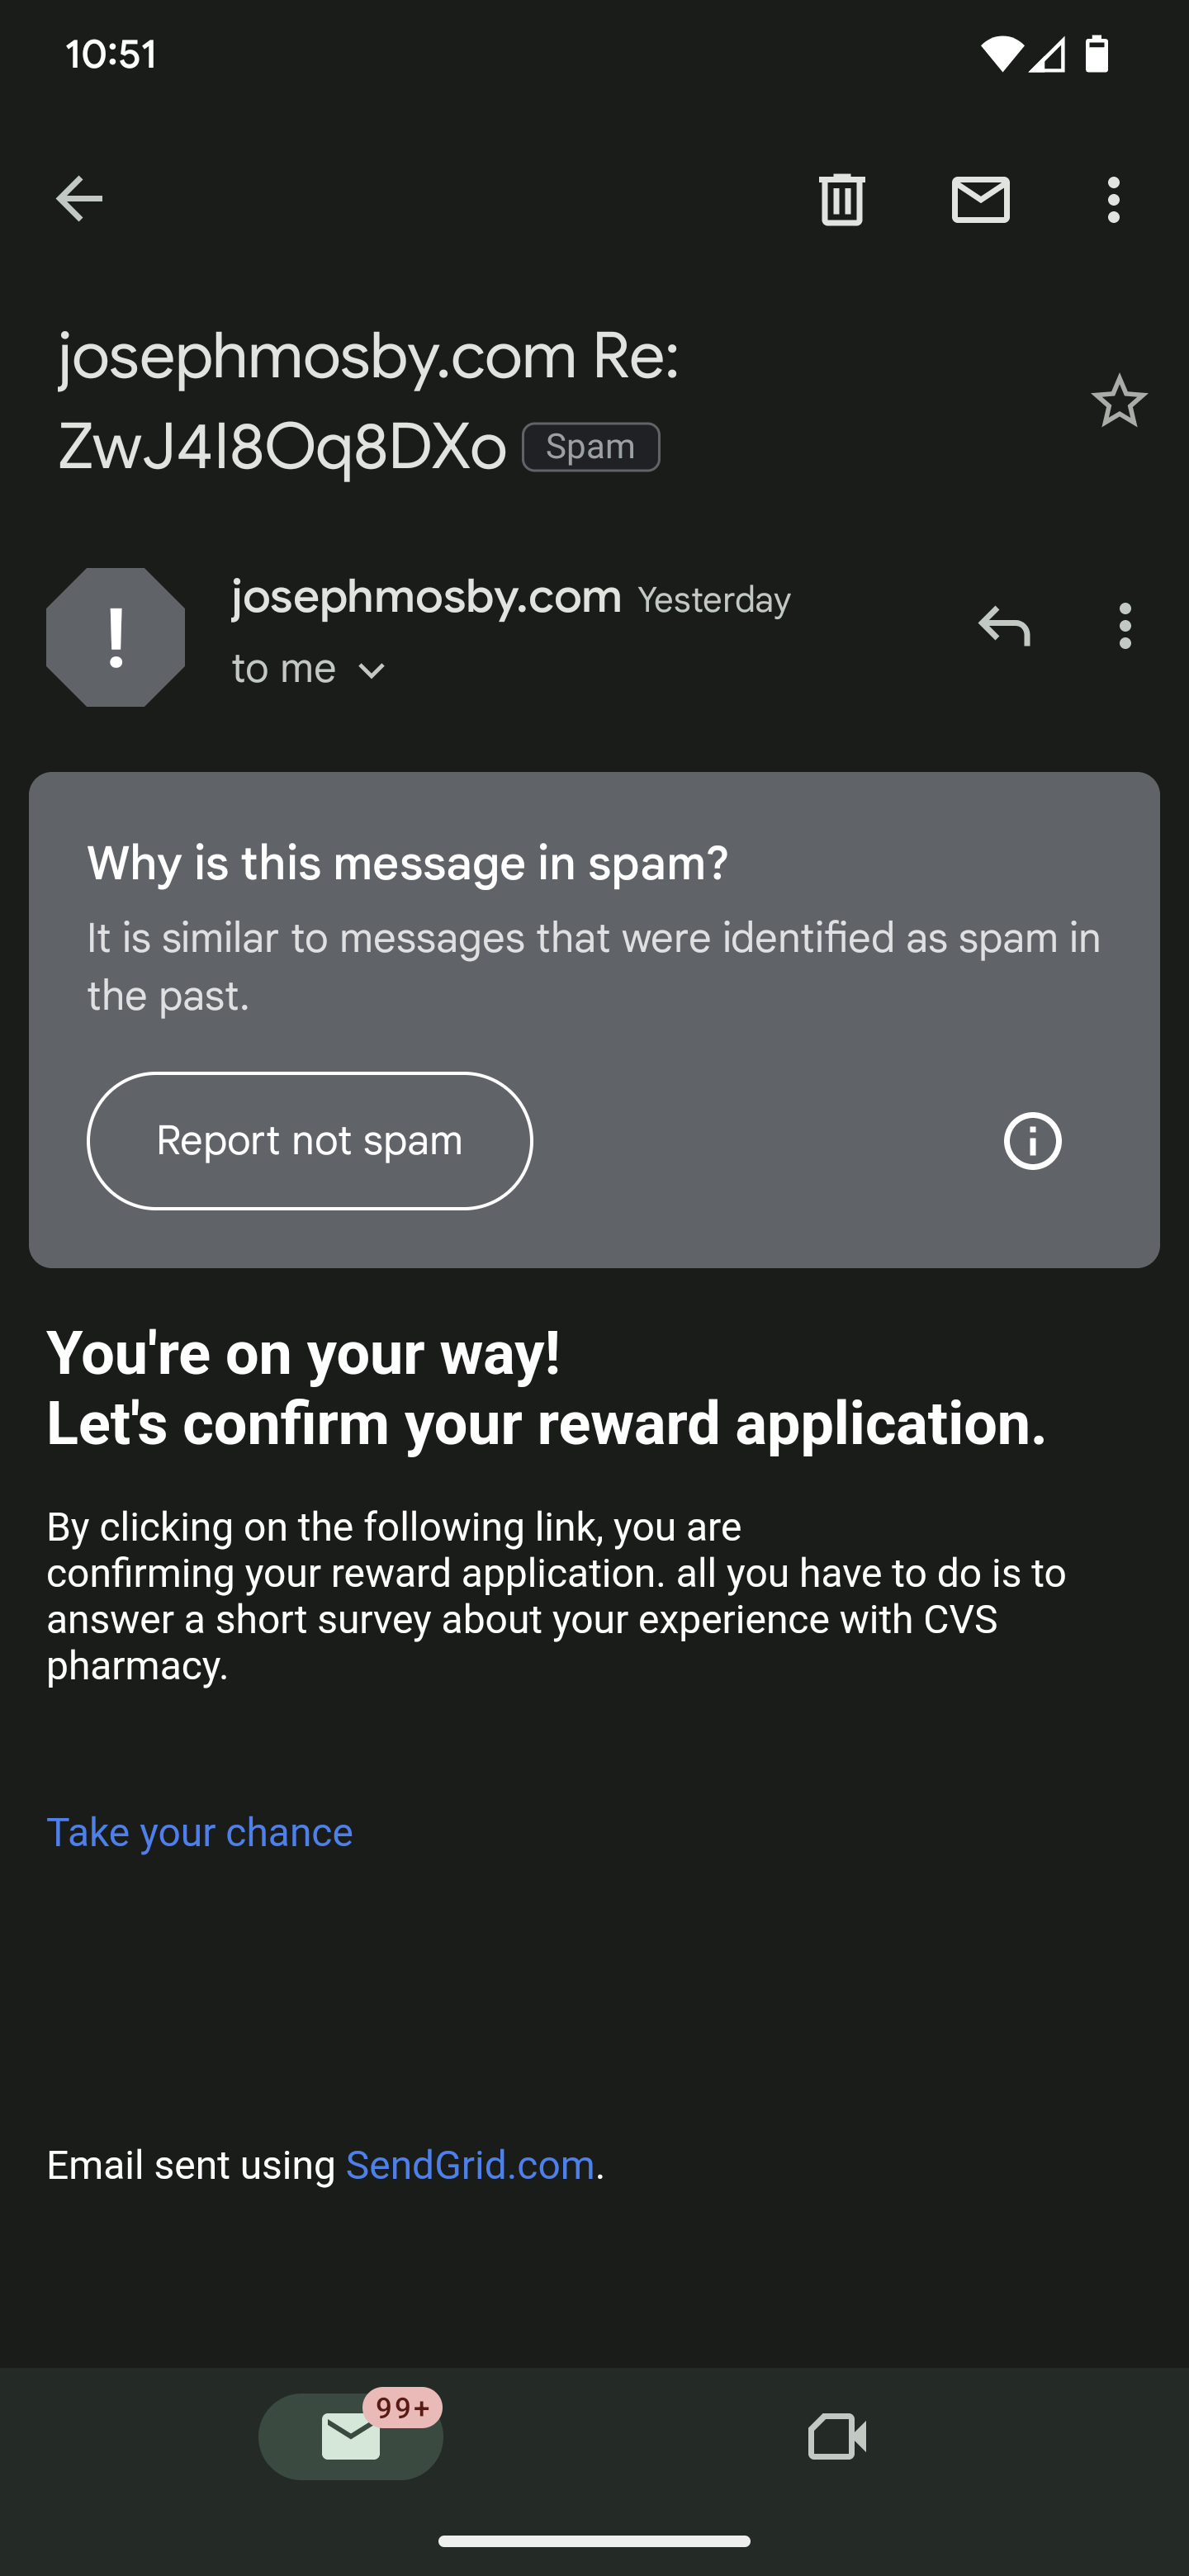 10:51
josephmosby.com Re:
ZwJ4I8Oq8DXo Spam
!
josephmosby.com Yesterday
to me
Why is this message in spam?
It is similar to messages that were identified as spam in
the past.
Report not spam
You're on your way!
Let's confirm your reward application.
By clicking on the following link, you are
confirming your reward application. all you have to do is to
answer a short survey about your experience with CVS
pharmacy.
Take your chance
Email sent using SendGrid.com.
99+